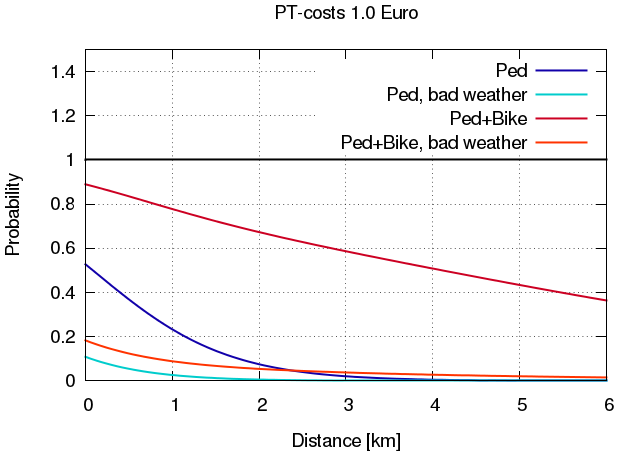 PT-costs 1.0 Euro
1.4
Ped
Ped, bad weather
1.2
Ped+Bike
Ped+Bike, bad weather
1
0.8
0.6
0.4
0.2
0
Probability
0 1 2 3 4 5 6
Distance [km]